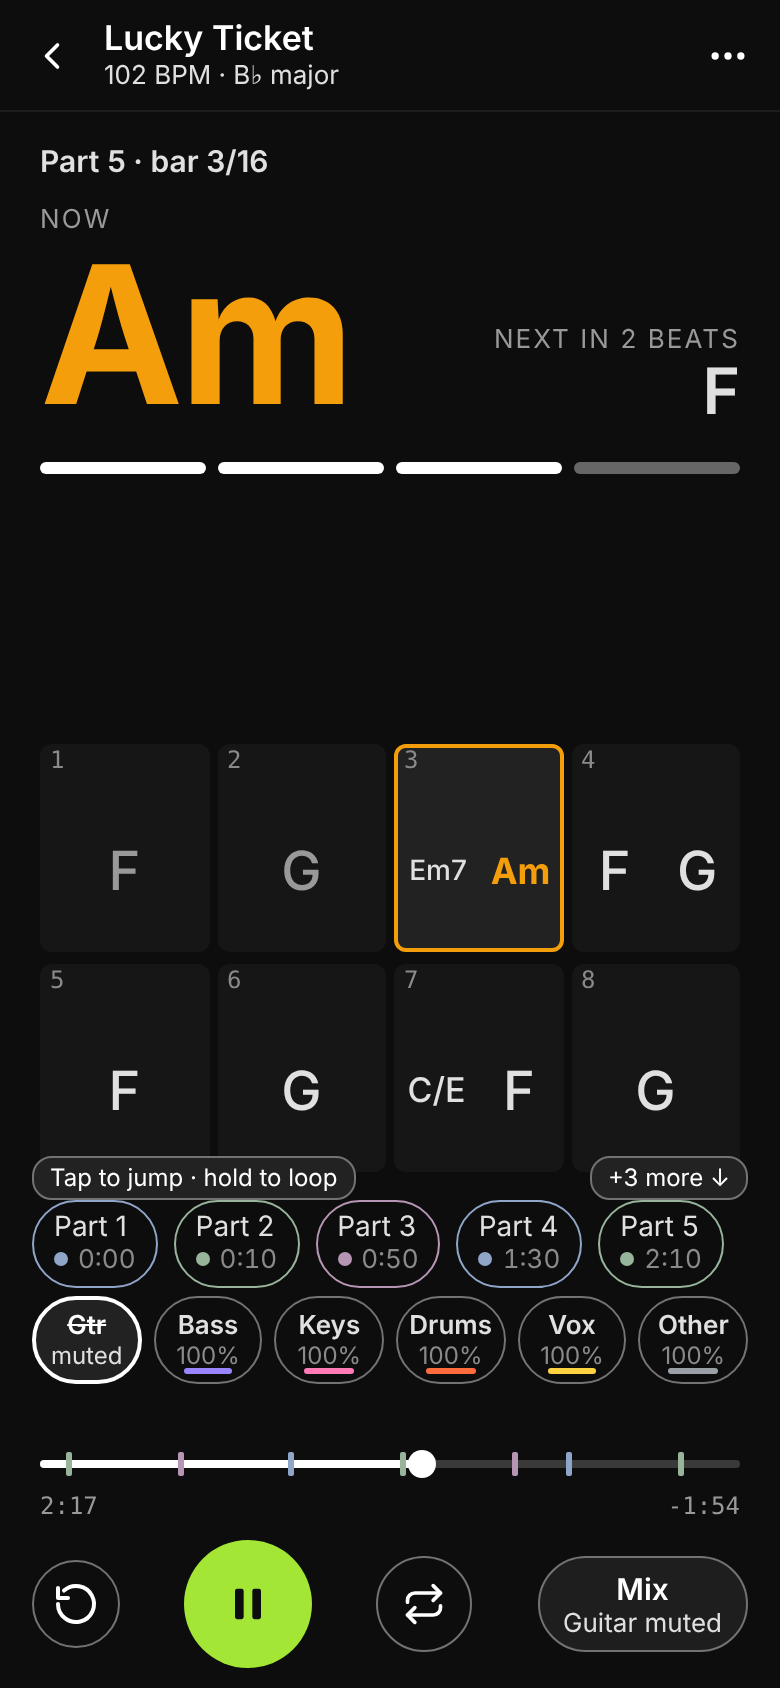 Lucky Ticket
102 BPM · B♭ major
Part 5 · bar 3/16
NOW
Am
NEXT IN 2 BEATS
F
1 2 3 4
F G Em7 Am F G
5 6 7 8
F G C/E F G
Tap to jump · hold to loop +3 more ↓
Part 1 Part 2 Part 3 Part 4 Part 5
0:00 0:10 0:50 1:30 2:10
Gtr Bass Keys Drums Vox Other
muted 100% 100% 100% 100% 100%
2:17 -1:54
Mix
Guitar muted